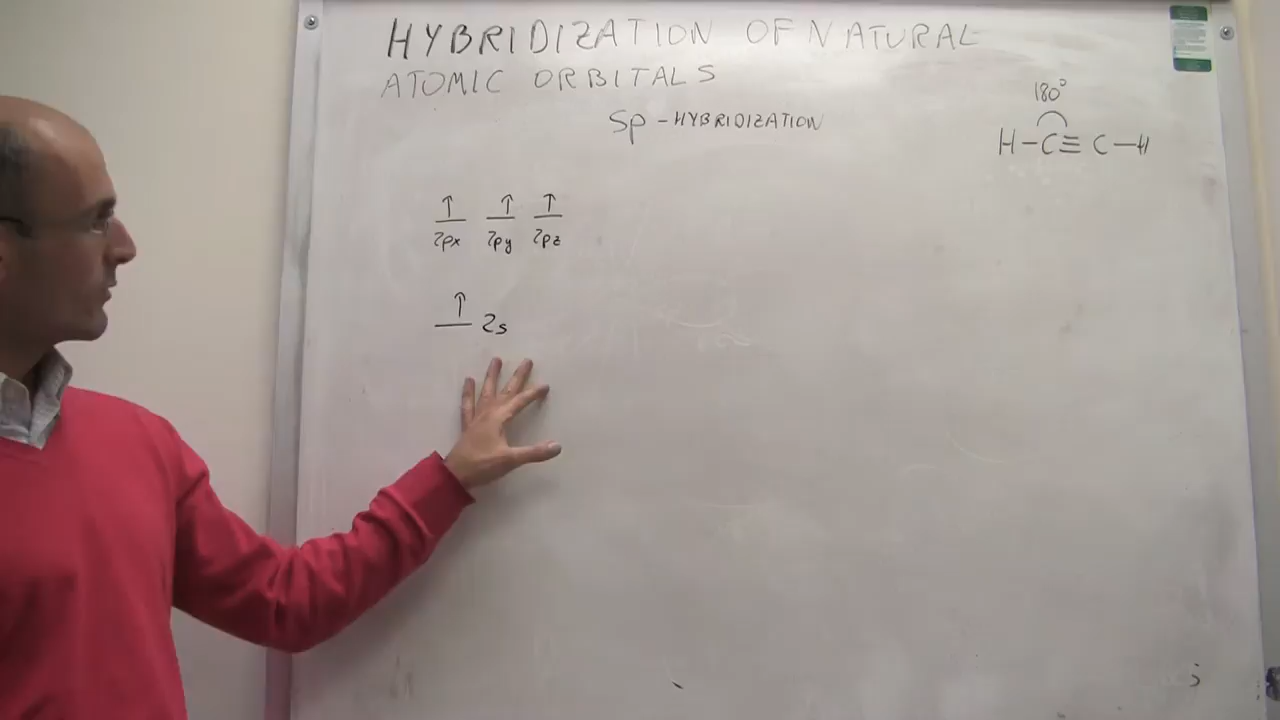 HYBRIDIZATION OF NATURAL
ATOMIC ORBITALS
sp - HYBRIDIZATION
180°
H-C≡C-H
↑ ↑ ↑
2px 2py 2pz
↑
2s